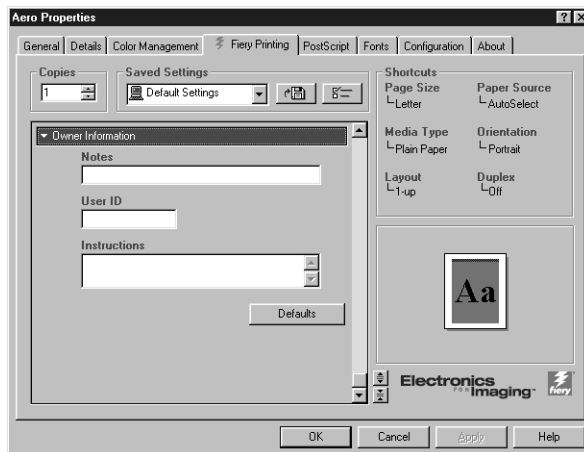 Aero Properties
General Details Color Management Fiery Printing PostScript Fonts Configuration About
Copies
1
Saved Settings
Default Settings
Owner Information
Notes
User ID
Instructions
Defaults
Shortcuts
Page Size Paper Source
Letter AutoSelect
Media Type Orientation
Plain Paper Portrait
Layout Duplex
1-up Off
Aa
Electronics
FOR Imaging
fiery
OK Cancel Apply Help